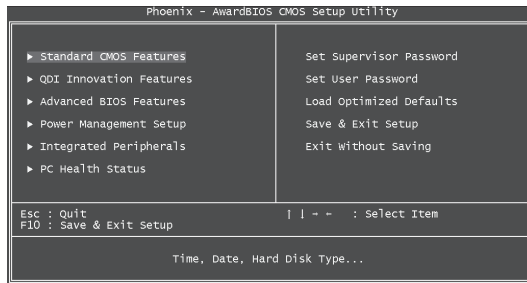 Phoenix - AwardBIOS CMOS Setup Utility
▶ Standard CMOS Features
▶ QDI Innovation Features
▶ Advanced BIOS Features
▶ Power Management Setup
▶ Integrated Peripherals
▶ PC Health Status
Set Supervisor Password
Set User Password
Load Optimized Defaults
Save & Exit Setup
Exit Without Saving
Esc : Quit
F10 : Save & Exit Setup
↑ ↓ → ← : Select Item
Time, Date, Hard Disk Type...